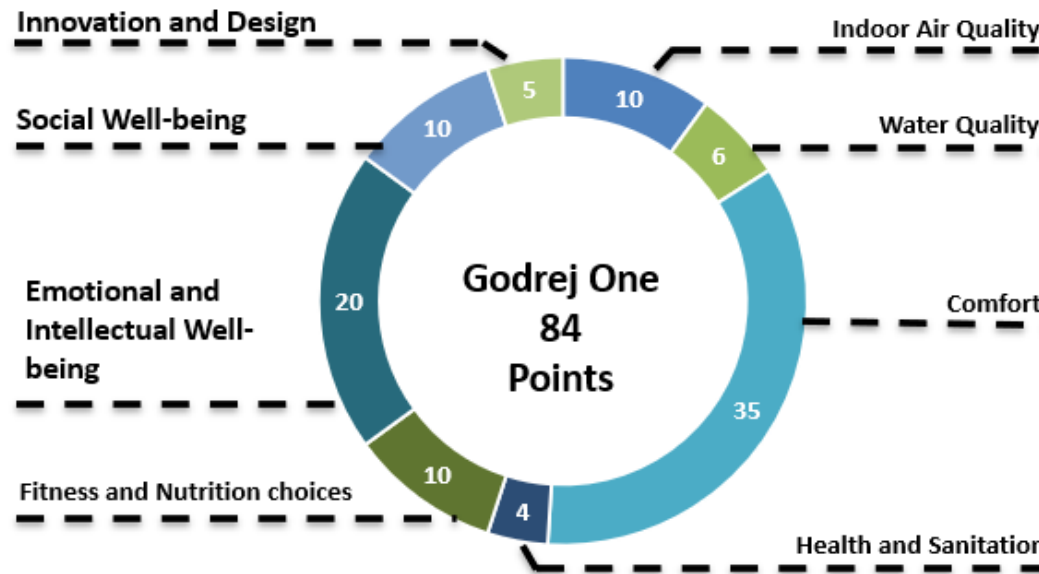 Innovation and Design
Indoor Air Quality
5
10
Social Well-being
10
Water Quality
6
Emotional and
Intellectual Well-
being
20
Godrej One
84
Points
Comfort
35
Fitness and Nutrition choices
10
4
Health and Sanitation